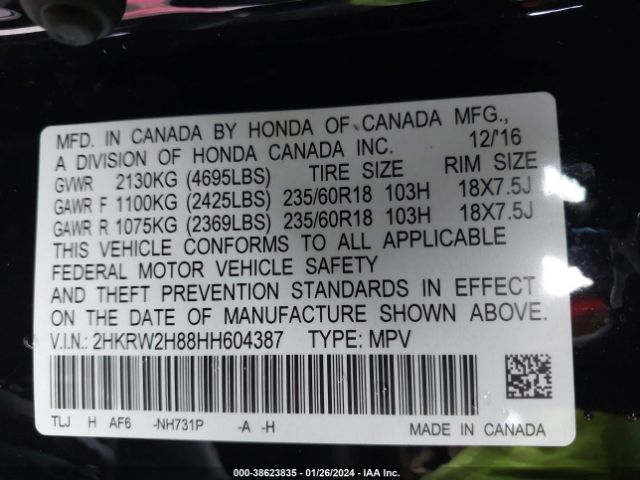 MFD. IN CANADA BY HONDA OF CANADA MFG.,
A DIVISION OF HONDA CANADA INC. 12/'16
GVWR 2130KG (4695LBS) TIRE SIZE RIM SIZE
GAWR F 1100KG (2425LBS) 235/60R18 103H 18X7.5J
GAWR R 1075KG (2369LBS) 235/60R18 103H 18X7.5J
THIS VEHICLE CONFORMS TO ALL APPLICABLE
FEDERAL MOTOR VEHICLE SAFETY
AND THEFT PREVENTION STANDARDS IN EFFECT
ON THE DATE OF MANUFACTURE SHOWN ABOVE.
V.I.N.: 2HKRW2H88HH604387 TYPE: MPV
TLJ H AF6 -NH731P -A -H MADE IN CANADA
000-38623835 - 01/26/2024 - IAA Inc.